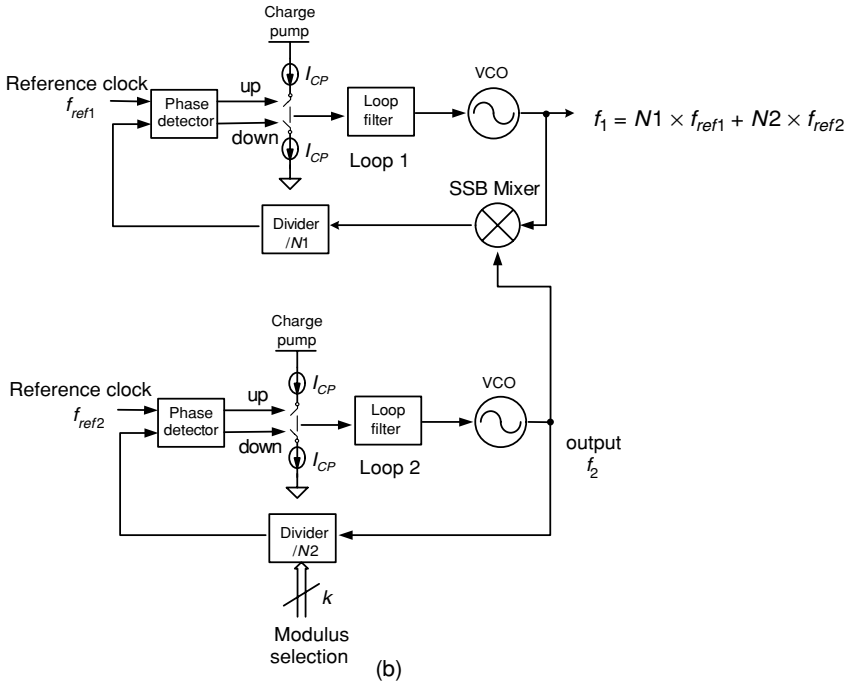 Charge
pump
I_CP
Reference clock
f_ref1
Phase
detector
up
down
I_CP
Loop
filter
Loop 1
VCO
f_1 = N1 × f_ref1 + N2 × f_ref2
SSB Mixer
Divider
/N1
Charge
pump
I_CP
Reference clock
f_ref2
Phase
detector
up
down
I_CP
Loop
filter
Loop 2
VCO
output
f_2
Divider
/N2
k
Modulus
selection
(b)